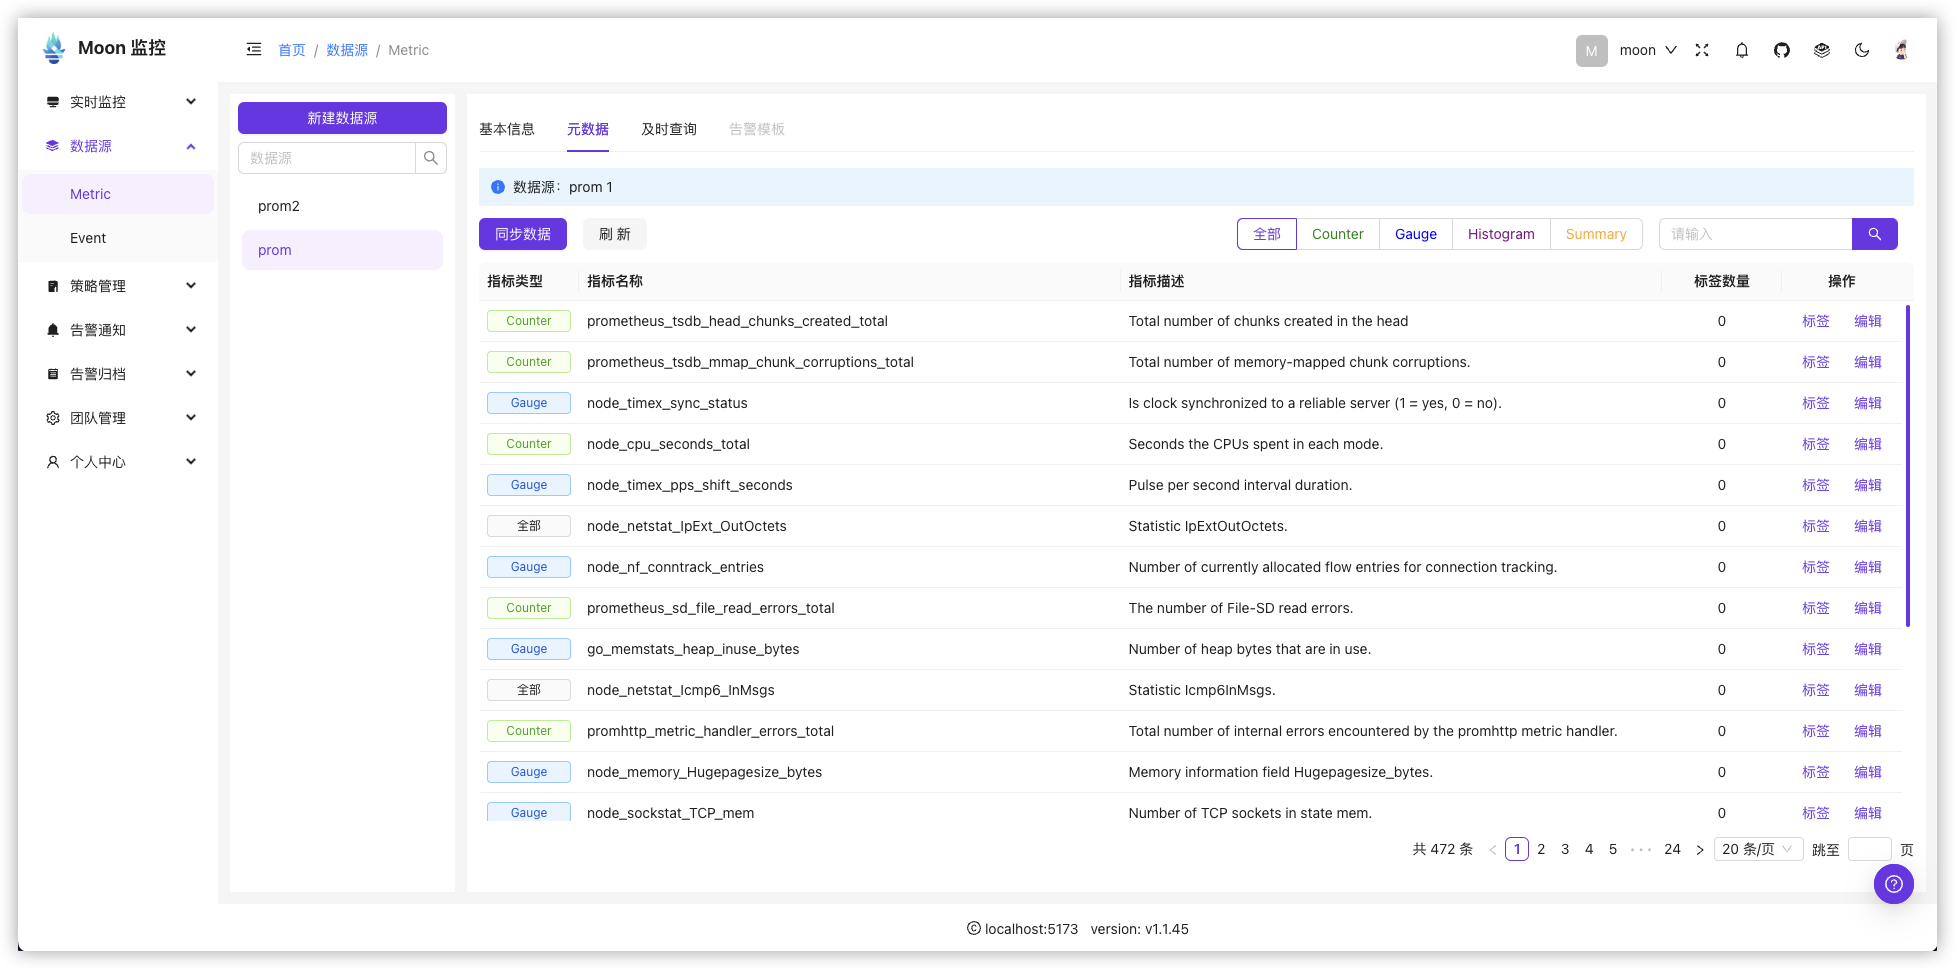 Moon 监控
首页 / 数据源 / Metric
M moon
实时监控
数据源
Metric
Event
策略管理
告警通知
告警归档
团队管理
个人中心
新建数据源
数据源
prom2
prom
基本信息 元数据 及时查询 告警模板
数据源：prom 1
同步数据 刷 新 全部 Counter Gauge Histogram Summary 请输入
指标类型 指标名称 指标描述 标签数量 操作
Counter prometheus_tsdb_head_chunks_created_total Total number of chunks created in the head 0 标签 编辑
Counter prometheus_tsdb_mmap_chunk_corruptions_total Total number of memory-mapped chunk corruptions. 0 标签 编辑
Gauge node_timex_sync_status Is clock synchronized to a reliable server (1 = yes, 0 = no). 0 标签 编辑
Counter node_cpu_seconds_total Seconds the CPUs spent in each mode. 0 标签 编辑
Gauge node_timex_pps_shift_seconds Pulse per second interval duration. 0 标签 编辑
全部 node_netstat_IpExt_OutOctets Statistic IpExtOutOctets. 0 标签 编辑
Gauge node_nf_conntrack_entries Number of currently allocated flow entries for connection tracking. 0 标签 编辑
Counter prometheus_sd_file_read_errors_total The number of File-SD read errors. 0 标签 编辑
Gauge go_memstats_heap_inuse_bytes Number of heap bytes that are in use. 0 标签 编辑
全部 node_netstat_Icmp6_InMsgs Statistic Icmp6InMsgs. 0 标签 编辑
Counter promhttp_metric_handler_errors_total Total number of internal errors encountered by the promhttp metric handler. 0 标签 编辑
Gauge node_memory_Hugepagesize_bytes Memory information field Hugepagesize_bytes. 0 标签 编辑
Gauge node_sockstat_TCP_mem Number of TCP sockets in state mem. 0 标签 编辑
共 472 条 < 1 2 3 4 5 ••• 24 > 20 条/页 跳至 页
© localhost:5173 version: v1.1.45